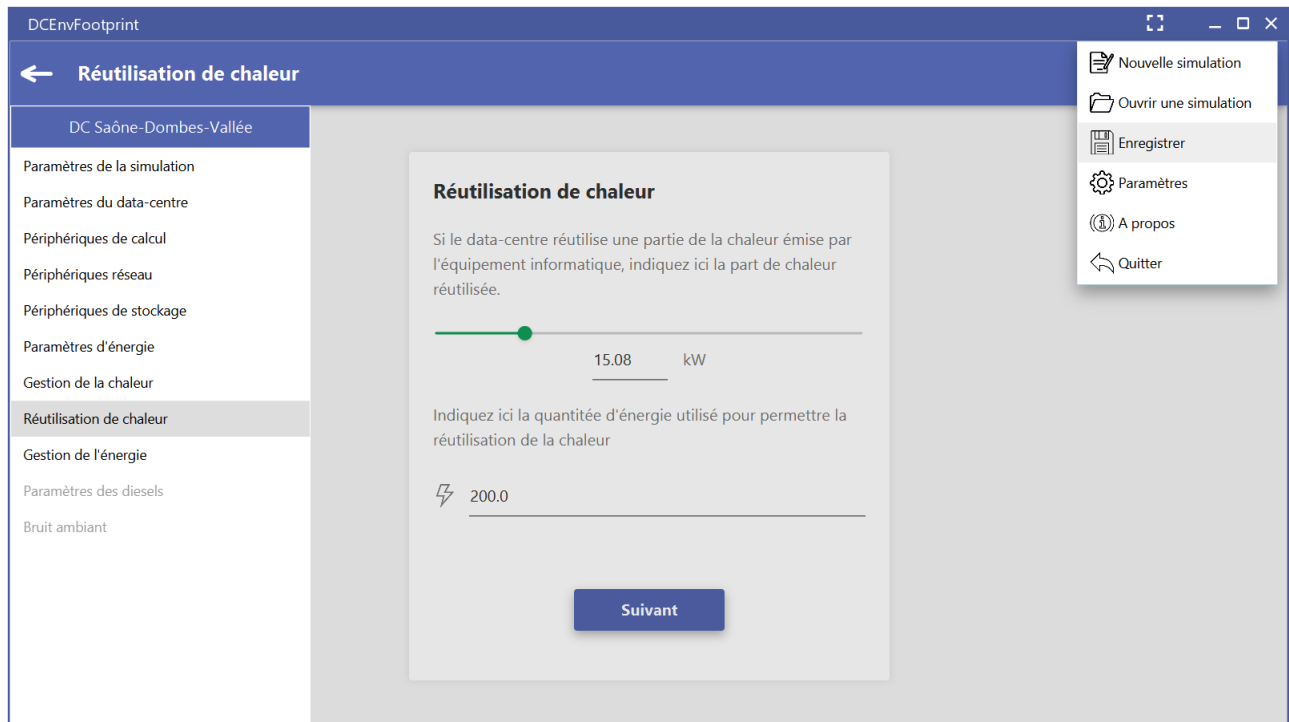 DCEnvFootprint
Réutilisation de chaleur
DC Saône-Dombes-Vallée
Paramètres de la simulation
Paramètres du data-centre
Périphériques de calcul
Périphériques réseau
Périphériques de stockage
Paramètres d'énergie
Gestion de la chaleur
Réutilisation de chaleur
Gestion de l'énergie
Paramètres des diesels
Bruit ambiant
Réutilisation de chaleur
Si le data-centre réutilise une partie de la chaleur émise par
l'équipement informatique, indiquez ici la part de chaleur
réutilisée.
15.08 kW
Indiquez ici la quantitée d'énergie utilisé pour permettre la
réutilisation de la chaleur
200.0
Suivant
Nouvelle simulation
Ouvrir une simulation
Enregistrer
Paramètres
A propos
Quitter